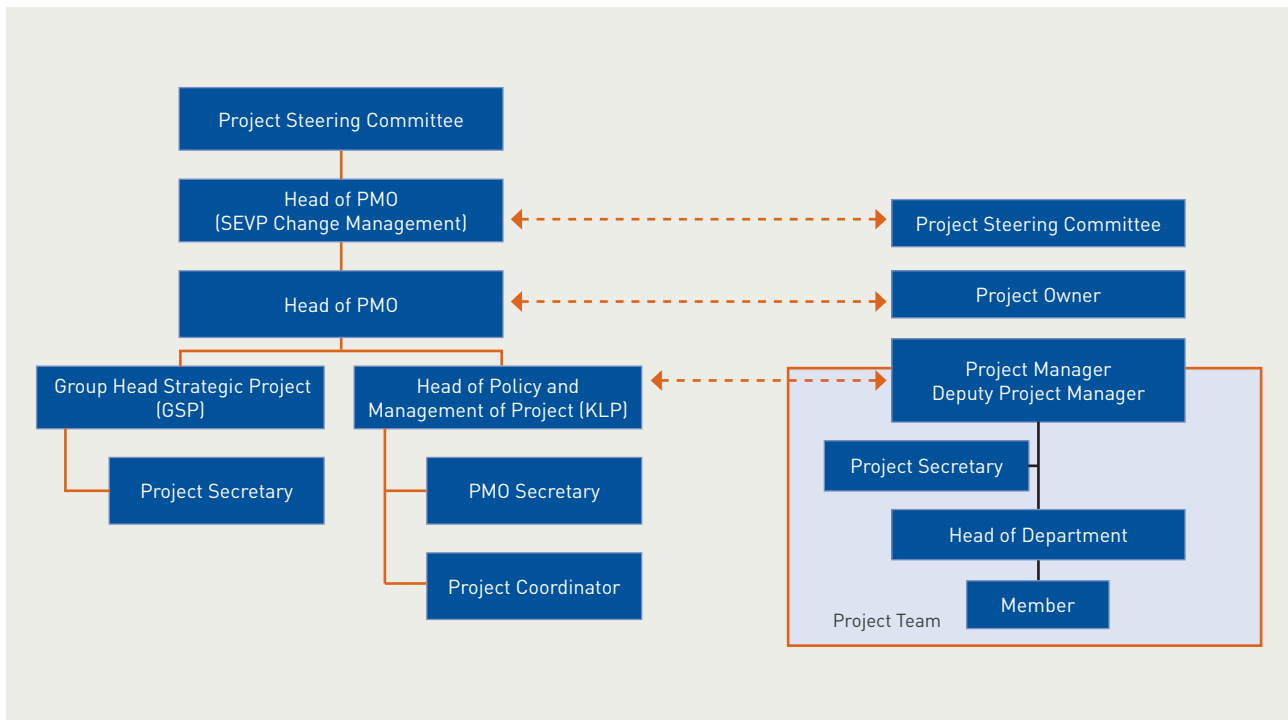 Project Steering Committee
Head of PMO
(SEVP Change Management)
Head of PMO
Group Head Strategic Project
(GSP)
Project Secretary
Head of Policy and
Management of Project (KLP)
PMO Secretary
Project Coordinator
Project Steering Committee
Project Owner
Project Manager
Deputy Project Manager
Project Secretary
Head of Department
Member
Project Team